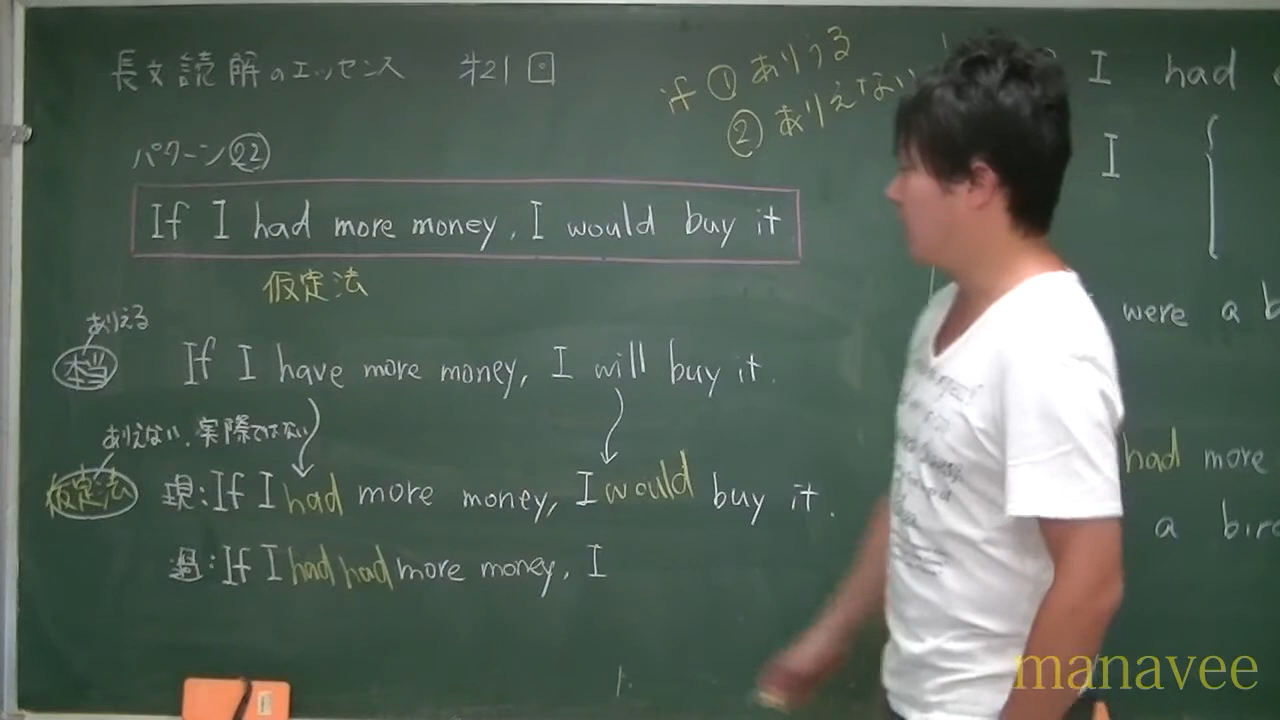 長文読解のエッセンス 才21回
パターン㉒
If I had more money, I would buy it
仮定法
ありえる
本当 If I have more money, I will buy it.
ありえない、実際ではない
仮定法 現:If I had more money, I would buy it.
過:If I had had more money, I
if ① ありうる
② ありえない
I had
I {
were a b
had more
a bird
manavee